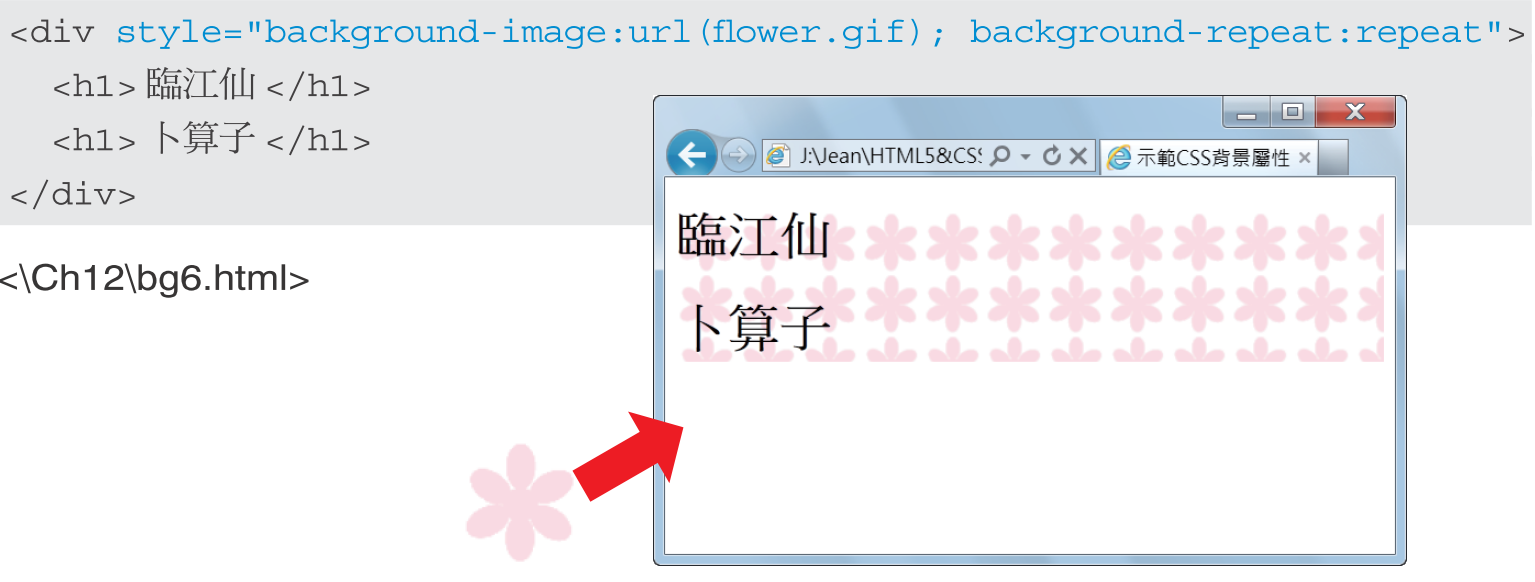 <div style="background-image:url(flower.gif); background-repeat:repeat">
<h1>臨江仙</h1>
<h1>卜算子</h1>
</div>
<\Ch12\bg6.html>
J:\Jean\HTML5&CSS
示範CSS背景屬性
臨江仙
卜算子